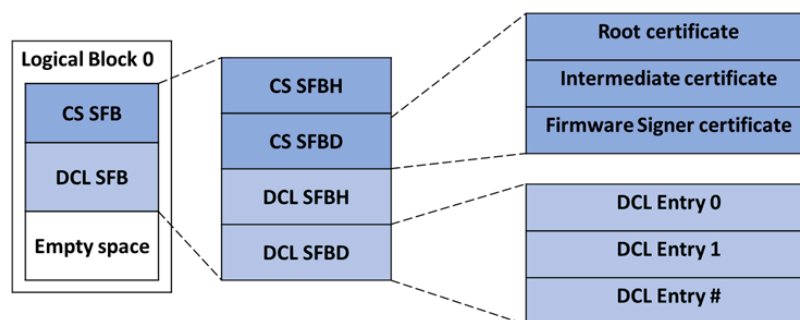 Logical Block 0
CS SFB
DCL SFB
Empty space
CS SFBH
CS SFBD
DCL SFBH
DCL SFBD
Root certificate
Intermediate certificate
Firmware Signer certificate
DCL Entry 0
DCL Entry 1
DCL Entry #